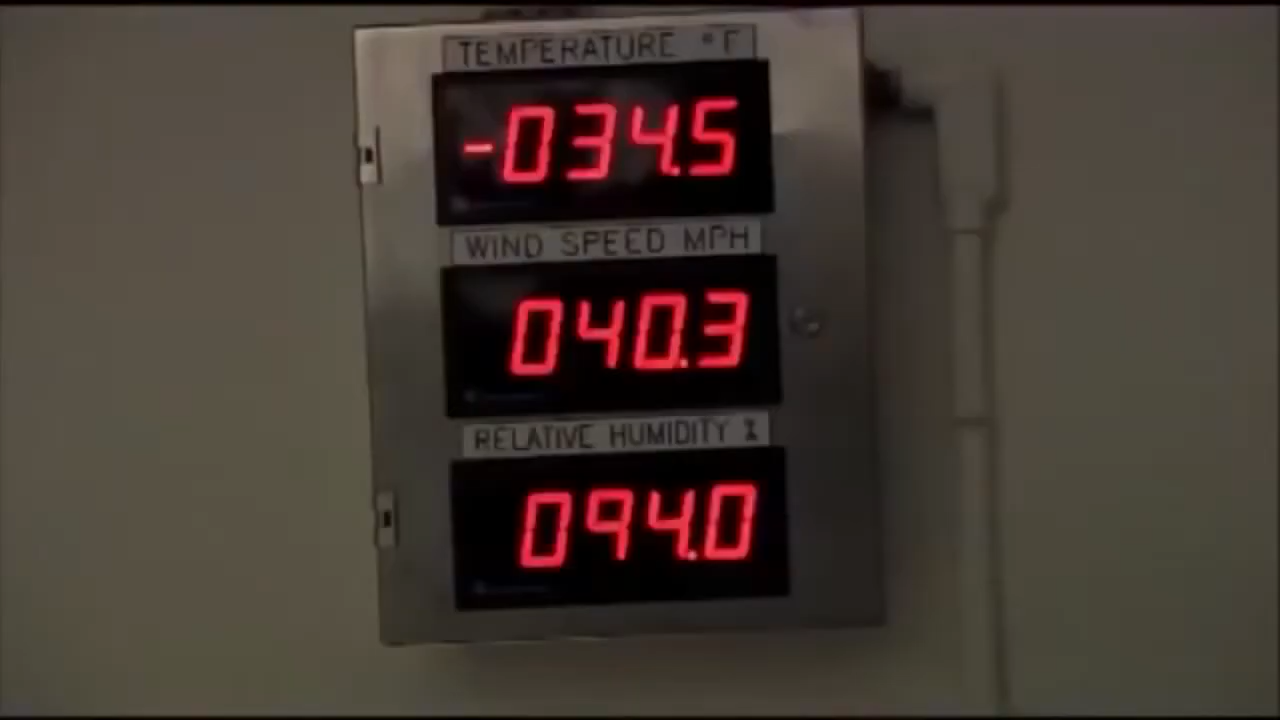 TEMPERATURE °F
-034.5
WIND SPEED MPH
040.3
RELATIVE HUMIDITY %
094.0